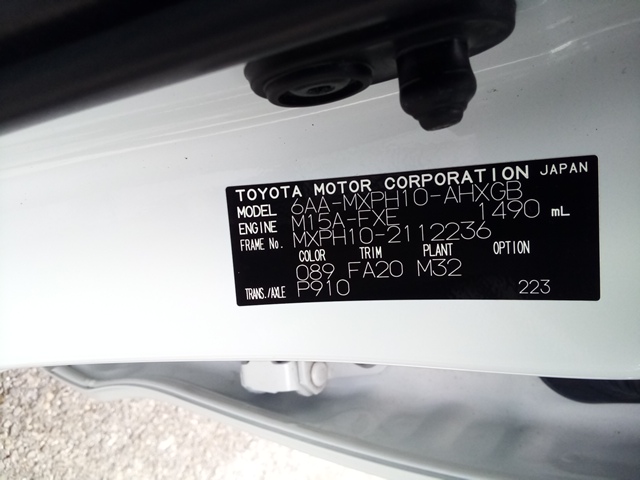 TOYOTA MOTOR CORPORATION JAPAN
MODEL 6AA-MXPH10-AHXGB
ENGINE M15A-FXE 1490 mL
FRAME No. MXPH10-2112236
COLOR TRIM PLANT OPTION
089 FA20 M32
TRANS./AXLE P910 223